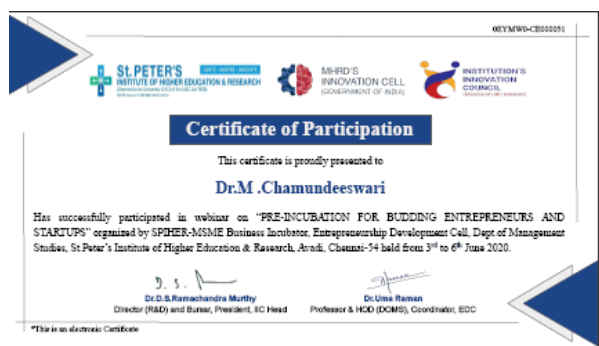 0EYMW0-CE000051
ST.PETER'S
INSTITUTE OF HIGHER EDUCATION & RESEARCH
MHRD'S
INNOVATION CELL
(GOVERNMENT OF INDIA)
INSTITUTION'S
INNOVATION
COUNCIL
Certificate of Participation
This certificate is proudly presented to
Dr.M .Chamundeeswari
Has successfully participated in webinar on “PRE-INCUBATION FOR BUDDING ENTREPRENEURS AND
STARTUPS” organized by SPIHER-MSME Business Incubator, Entrepreneurship Development Cell, Dept.of Management
Studies, St.Peter’s Institute of Higher Education & Research, Avadi, Chennai-54 held from 3rd to 6th June 2020.
Dr.D.S.Ramachandra Murthy
Director (R&D) and Bursar, President, IIC Head
Dr.Uma Raman
Professor & HOD (DOMS), Coordinator, EDC
*This is an electronic Certificate